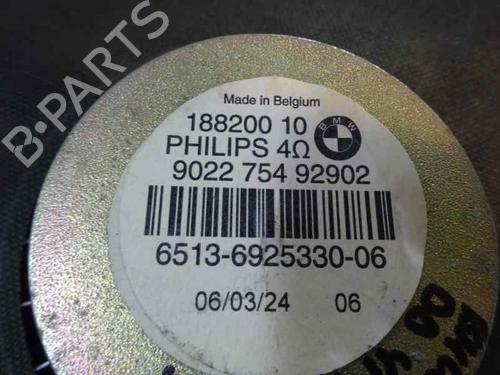 B-PARTS
Made in Belgium
188200 10
BMW
PHILIPS 4Ω
9022 754 92902
6513-6925330-06
06/03/24 06